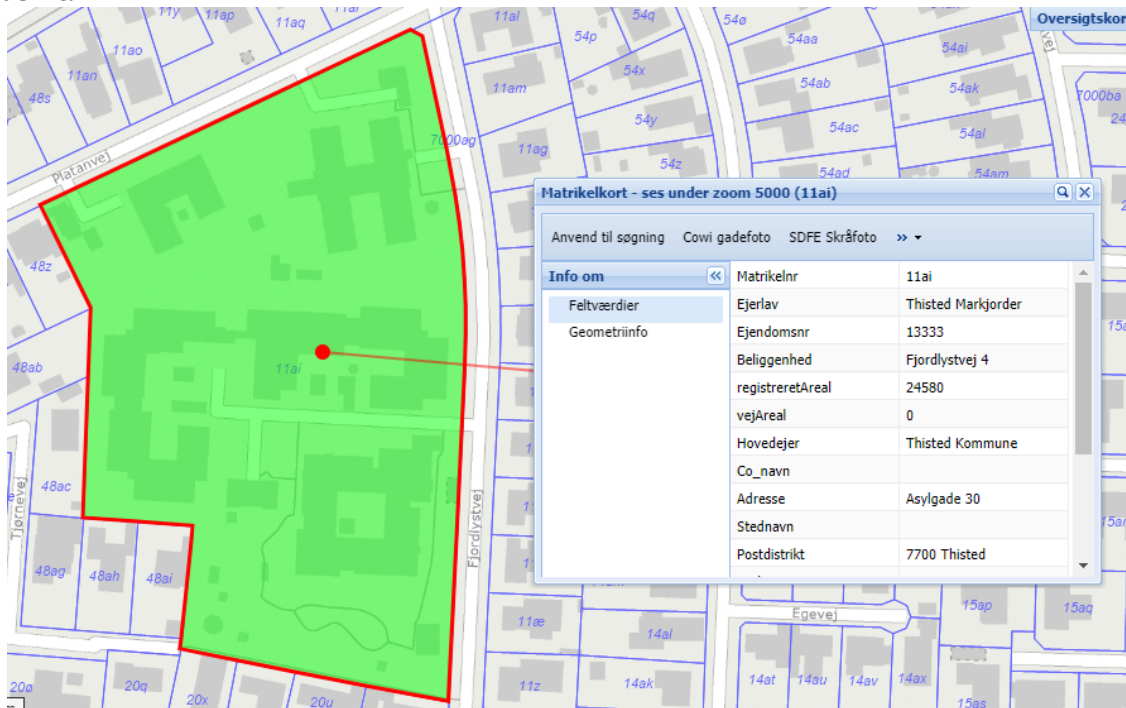 Oversigtskor
11y
11ap
11aq
11ar
11al
54q
54ø
54p
54aa
54ai
11ao
11an
48s
54x
54ab
54ak
7000ba
11am
54y
54ac
54al
24
7000ag
11ag
54z
54ad
54am
Platanvej
Matrikelkort - ses under zoom 5000 (11ai)
Anvend til søgning Cowi gadefoto SDFE Skråfoto »
Info om
Feltværdier
Geometriinfo
Matrikelnr 11ai
Ejerlav Thisted Markjorder
Ejendomsnr 13333
Beliggenhed Fjordlystvej 4
registreretAreal 24580
vejAreal 0
Hovedejer Thisted Kommune
Co_navn
Adresse Asylgade 30
Stednavn
Postdistrikt 7700 Thisted
48z
48ab
11ai
48ac
Tjørnevej
Fjordlystvej
48ag
48ah
48ai
Egevej
15ap
15aq
11æ
14al
20ø
20q
20x
20u
11z
14ak
14at
14au
14av
14ax
15as